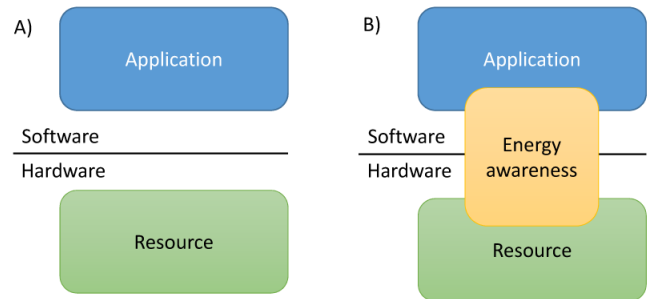 A)
Application
Software
Hardware
Resource
B)
Application
Software
Energy
awareness
Hardware
Resource